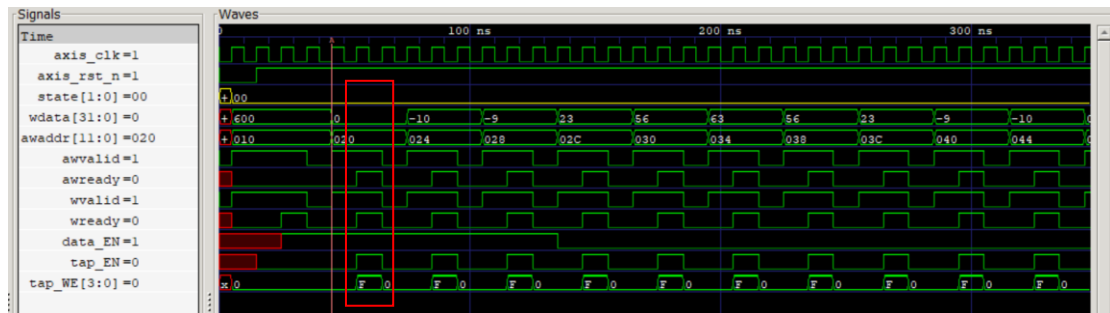 Signals Waves
Time 100 ns 200 ns 300 ns
axis_clk=1
axis_rst_n=1
state[1:0]=00 + 00
wdata[31:0]=0 + 600 0 -10 -9 23 56 63 56 23 -9 -10
awaddr[11:0]=020 + 010 020 024 028 02C 030 034 038 03C 040 044
awvalid=1
awready=0
wvalid=1
wready=0
data_EN=1
tap_EN=0
tap_WE[3:0]=0 x 0 F 0 F 0 F 0 F 0 F 0 F 0 F 0 F 0 F 0 F 0